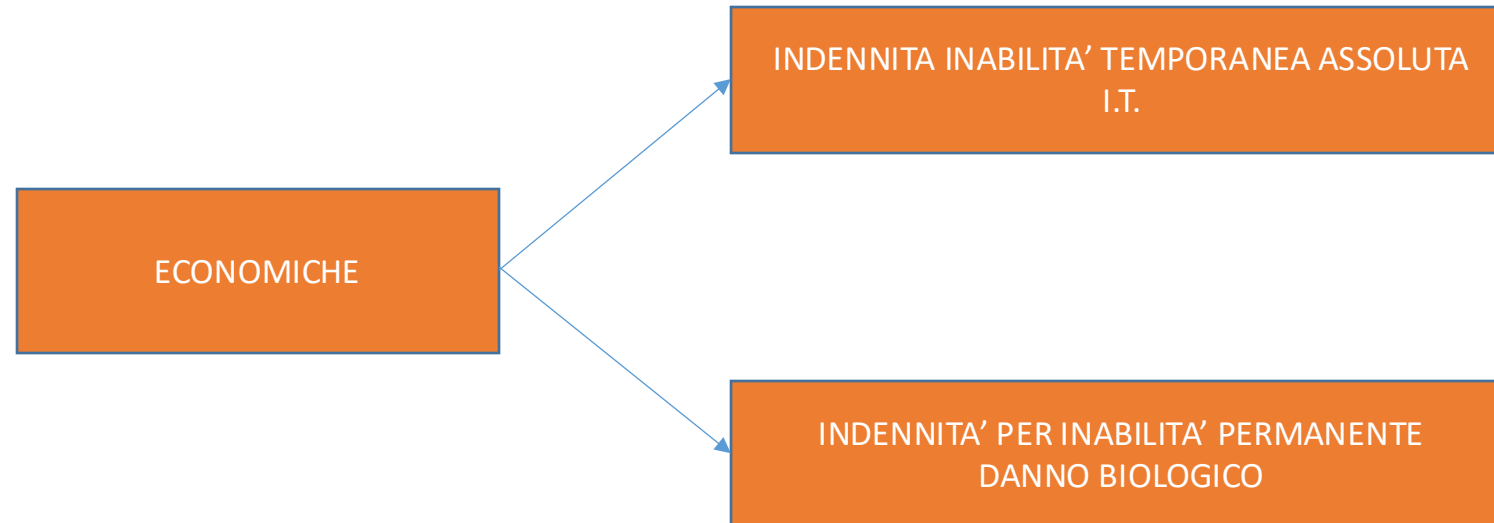 INDENNITA INABILITA’ TEMPORANEA ASSOLUTA
I.T.
ECONOMICHE
INDENNITA’ PER INABILITA’ PERMANENTE
DANNO BIOLOGICO